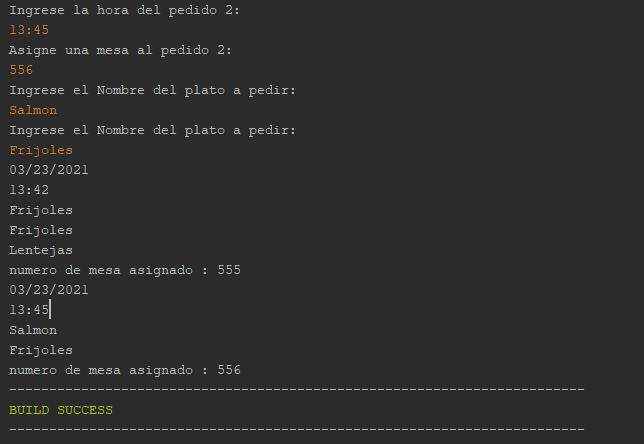 Ingrese la hora del pedido 2:
13:45
Asigne una mesa al pedido 2:
556
Ingrese el Nombre del plato a pedir:
Salmon
Ingrese el Nombre del plato a pedir:
Frijoles
03/23/2021
13:42
Frijoles
Frijoles
Lentejas
numero de mesa asignado : 555
03/23/2021
13:45
Salmon
Frijoles
numero de mesa asignado : 556
------------------------------------------------------------------------
BUILD SUCCESS
------------------------------------------------------------------------